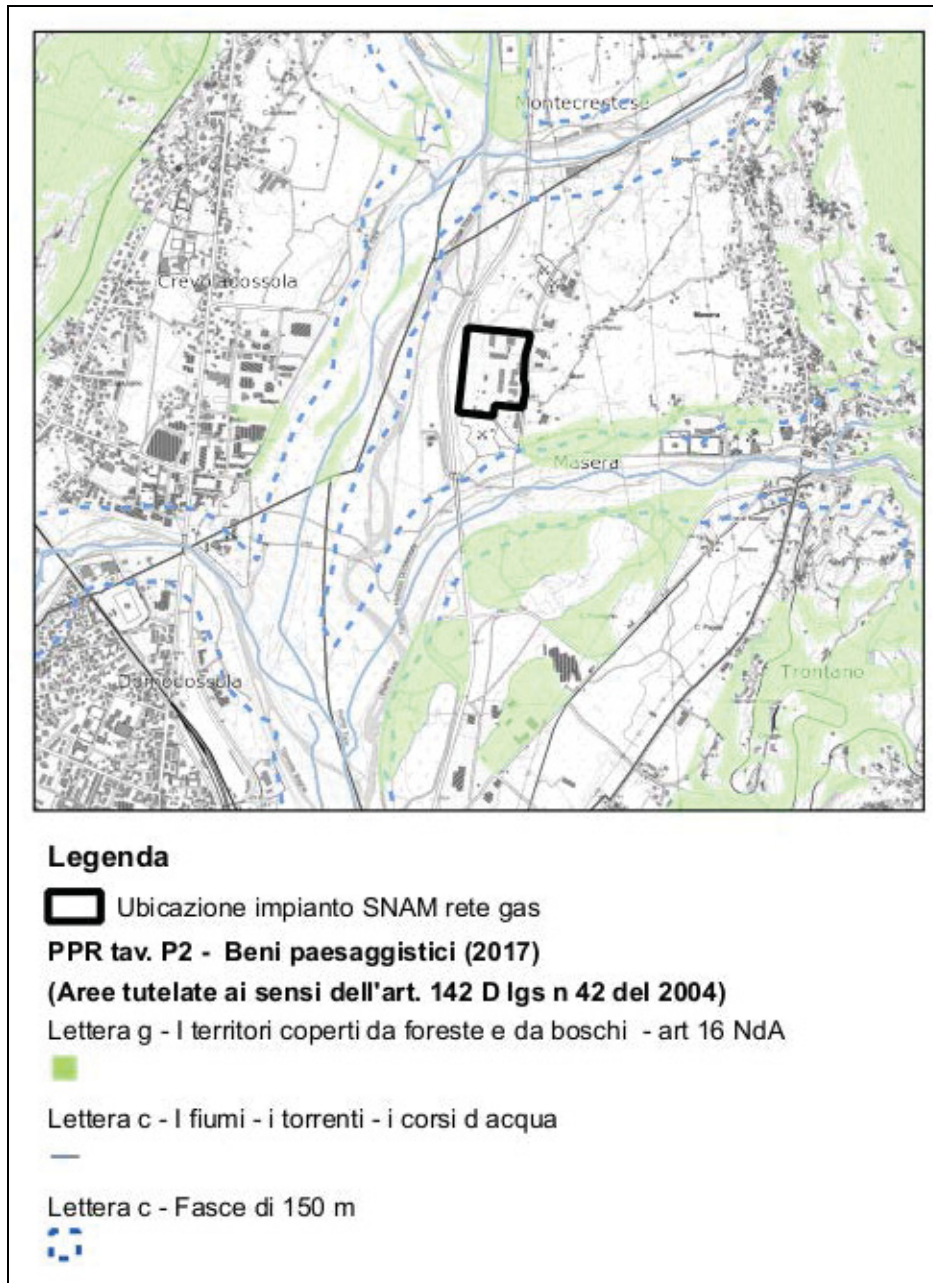 Montecrestese
Crevoladossola
Masera
Masera
Domodossola
Trontano
Legenda
Ubicazione impianto SNAM rete gas
PPR tav. P2 - Beni paesaggistici (2017)
(Aree tutelate ai sensi dell'art. 142 D lgs n 42 del 2004)
Lettera g - I territori coperti da foreste e da boschi - art 16 NdA
Lettera c - I fiumi - i torrenti - i corsi d acqua
Lettera c - Fasce di 150 m